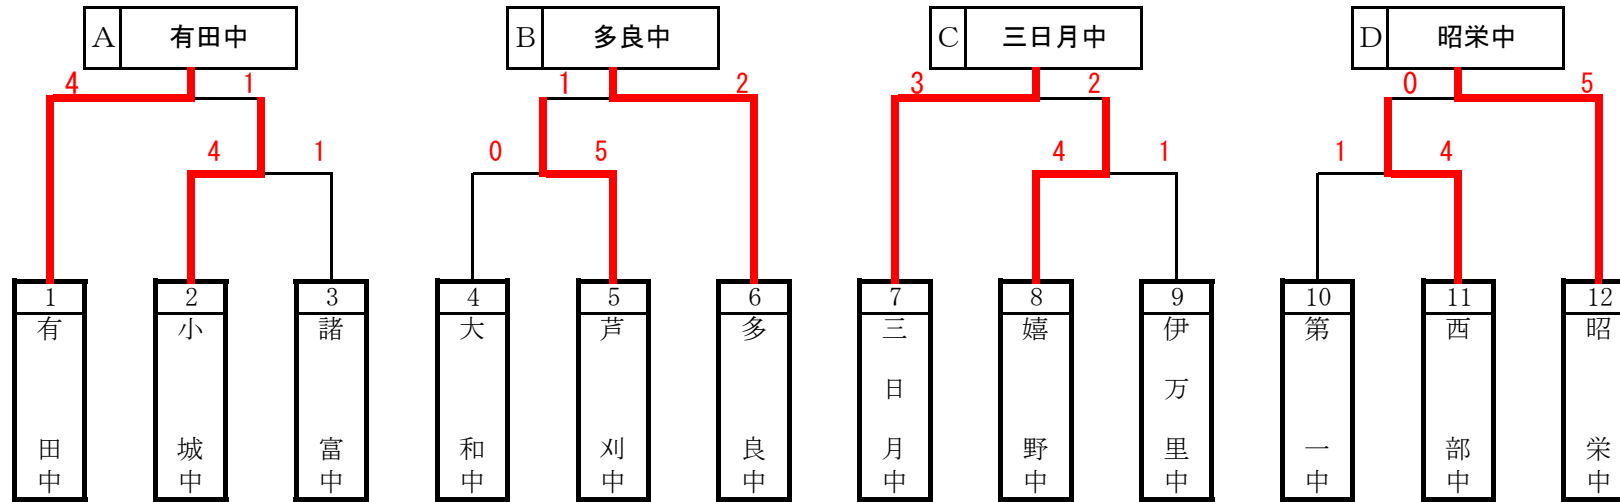 A 有田中 B 多良中 C 三日月中 D 昭栄中
4 1 1 2 3 2 0 5
4 1 0 5 4 1 1 4
1 2 3 4 5 6 7 8 9 10 11 12
有田中
小城中
諸富中
大和中
芦刈中
多良中
三日月中
嬉野中
伊万里中
第一中
西部中
昭栄中